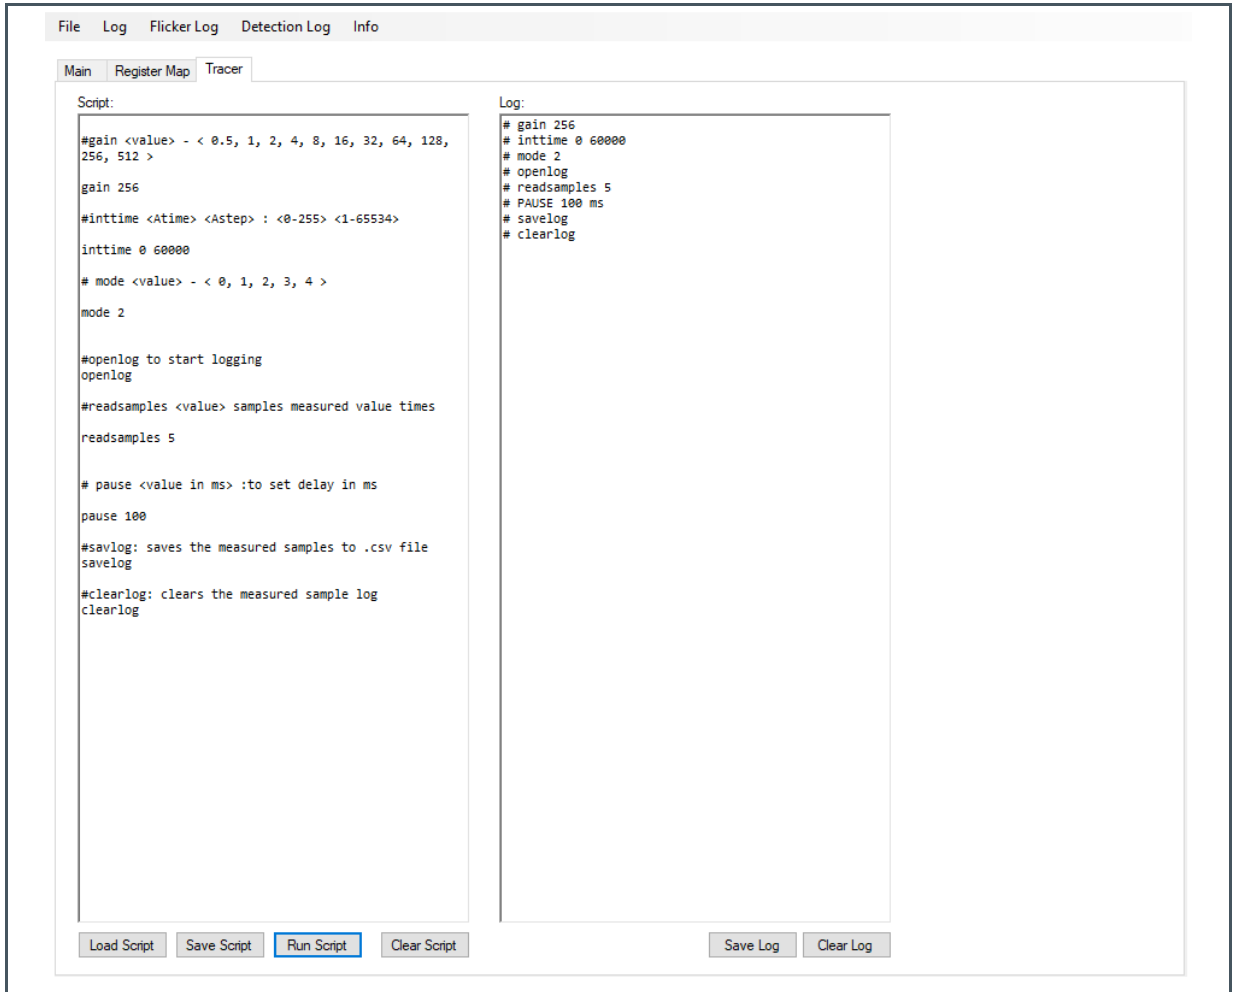 File Log Flicker Log Detection Log Info
Main Register Map Tracer
Script:
#gain <value> - < 0.5, 1, 2, 4, 8, 16, 32, 64, 128,
256, 512 >
gain 256
#inttime <Atime> <Astep> : <0-255> <1-65534>
inttime 0 60000
# mode <value> - < 0, 1, 2, 3, 4 >
mode 2
#openlog to start logging
openlog
#readsamples <value> samples measured value times
readsamples 5
# pause <value in ms> :to set delay in ms
pause 100
#savlog: saves the measured samples to .csv file
savelog
#clearlog: clears the measured sample log
clearlog
Load Script Save Script Run Script Clear Script
Log:
# gain 256
# inttime 0 60000
# mode 2
# openlog
# readsamples 5
# PAUSE 100 ms
# savelog
# clearlog
Save Log Clear Log